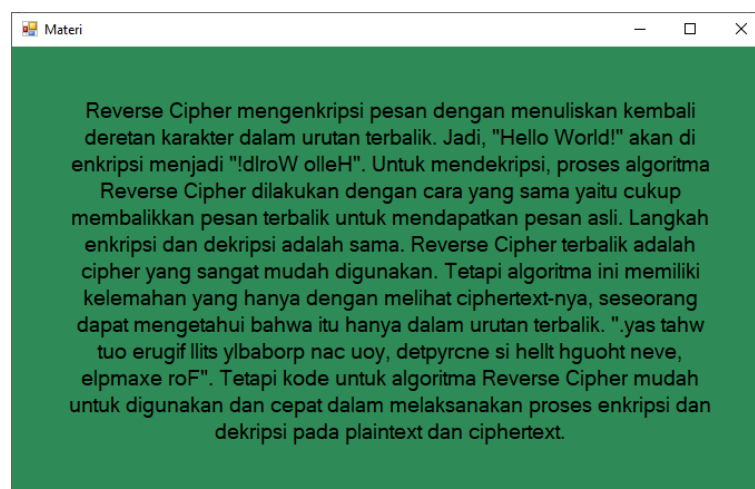 Materi
Reverse Cipher mengenkripsi pesan dengan menuliskan kembali
deretan karakter dalam urutan terbalik. Jadi, "Hello World!" akan di
enkripsi menjadi "!dlroW olleH". Untuk mendekripsi, proses algoritma
Reverse Cipher dilakukan dengan cara yang sama yaitu cukup
membalikkan pesan terbalik untuk mendapatkan pesan asli. Langkah
enkripsi dan dekripsi adalah sama. Reverse Cipher terbalik adalah
cipher yang sangat mudah digunakan. Tetapi algoritma ini memiliki
kelemahan yang hanya dengan melihat ciphertext-nya, seseorang
dapat mengetahui bahwa itu hanya dalam urutan terbalik. ".yas tahw
tuo erugif llits ylbaborp nac uoy, detpyrcne si hellt hguoht neve,
elpmaxe roF". Tetapi kode untuk algoritma Reverse Cipher mudah
untuk digunakan dan cepat dalam melaksanakan proses enkripsi dan
dekripsi pada plaintext dan ciphertext.